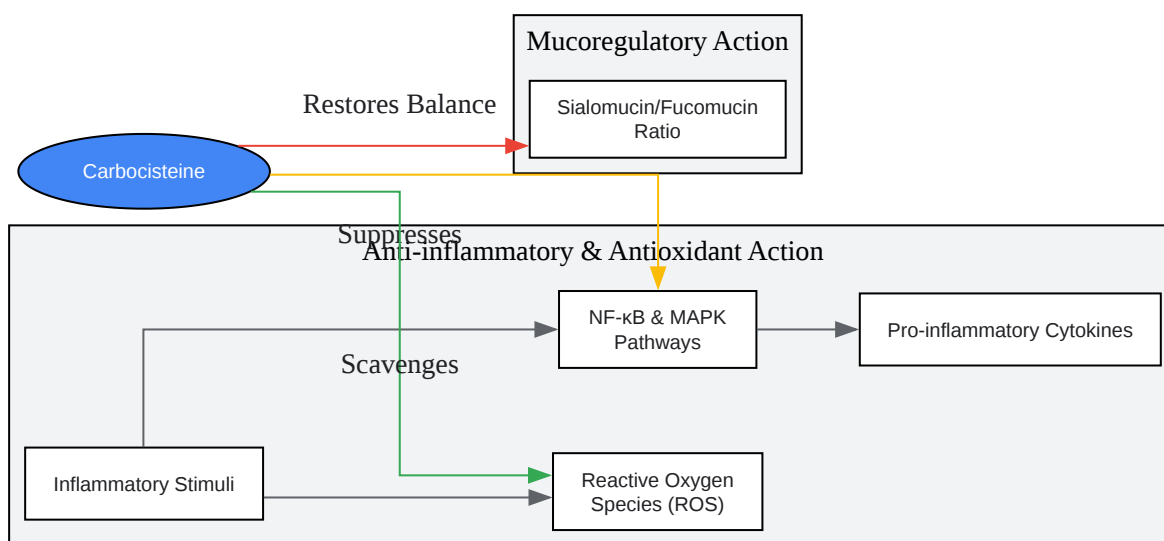 Mucoregulatory Action
Sialomucin/Fucomucin
Ratio
Restores Balance
Carbocisteine
Suppresses
Anti-inflammatory & Antioxidant Action
NF-κB & MAPK
Pathways
Pro-inflammatory Cytokines
Scavenges
Inflammatory Stimuli
Reactive Oxygen
Species (ROS)